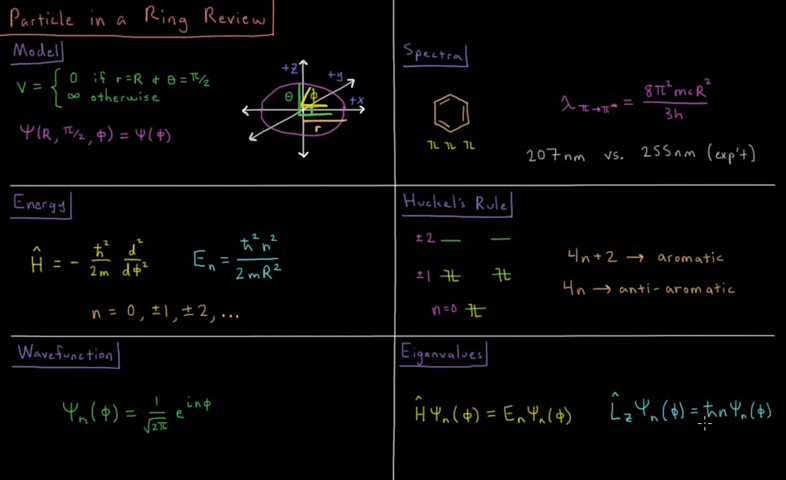 Particle in a Ring Review
Model
V = { 0 if r=R & θ=π/2
∞ otherwise
Ψ(R, π/2, ϕ) = Ψ(ϕ)
+z
+y
+x
θ
ϕ
r
Spectra
λ π→π* = 8π²mcR² / 3h
207nm vs. 255nm (exp't)
Energy
Ĥ = - ħ²/2m d²/dϕ²
Eₙ = ħ²n² / 2mR²
n = 0, ±1, ±2, ...
Huckel's Rule
±2
±1
n=0
4n+2 → aromatic
4n → anti-aromatic
Wavefunction
Ψₙ(ϕ) = 1/√2π e^inϕ
Eigenvalues
ĤΨₙ(ϕ) = EₙΨₙ(ϕ)
L̂zΨₙ(ϕ) = ħnΨₙ(ϕ)